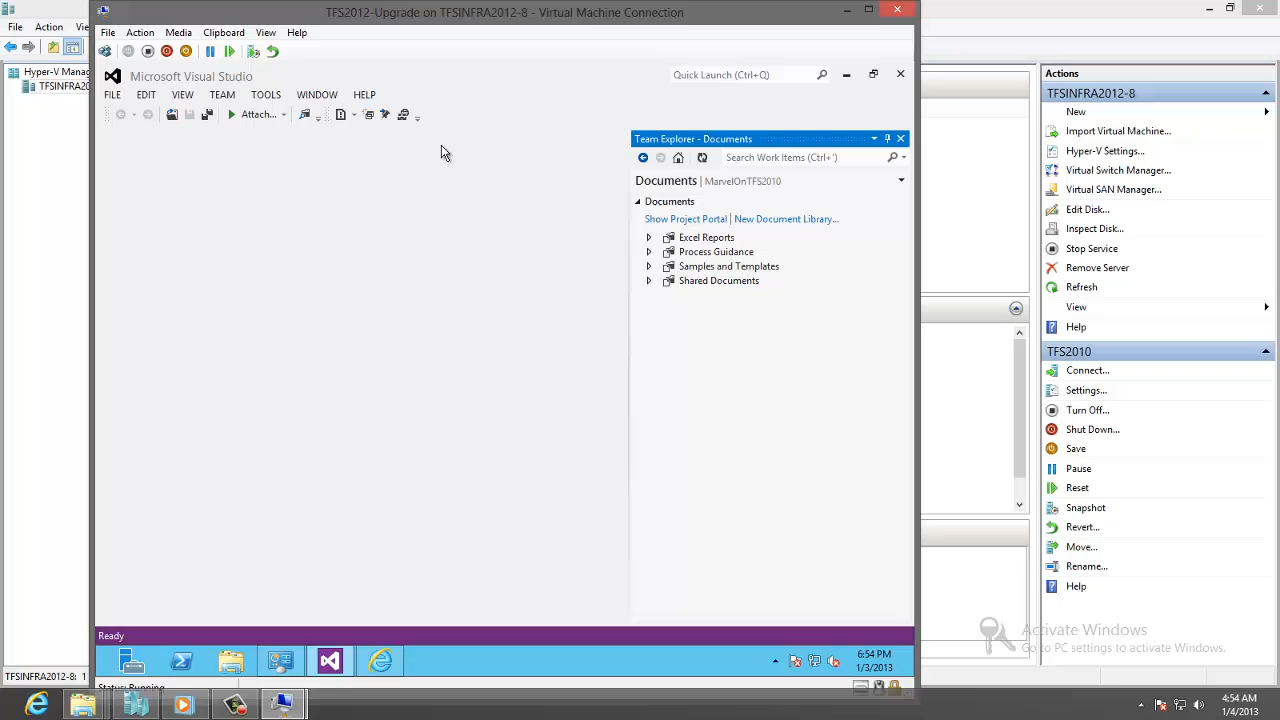 TFS2012-Upgrade on TFSINFRA2012-8 - Virtual Machine Connection
File Action
Hyper-V Manag
TFSINFRA20
File Action Media Clipboard View Help
Microsoft Visual Studio
Quick Launch (Ctrl+Q)
FILE EDIT VIEW TEAM TOOLS WINDOW HELP
Attach...
Team Explorer - Documents
Search Work Items (Ctrl+')
Documents | MarvelOnTFS2010
Documents
Show Project Portal | New Document Library...
Excel Reports
Process Guidance
Samples and Templates
Shared Documents
Ready
6:54 PM
1/3/2013
Status: Running
Actions
TFSINFRA2012-8
New
Import Virtual Machine...
Hyper-V Settings...
Virtual Switch Manager...
Virtual SAN Manager...
Edit Disk...
Inspect Disk...
Stop Service
Remove Server
Refresh
View
Help
TFS2010
Connect...
Settings...
Turn Off...
Shut Down...
Save
Pause
Reset
Snapshot
Revert...
Move...
Rename...
Help
Activate Windows
Go to PC settings to activate Windows.
TFSINFRA2012-8: 1
4:54 AM
1/4/2013